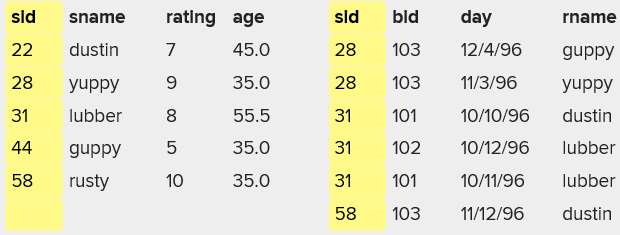 sid sname rating age sid bid day rname
22 dustin 7 45.0 28 103 12/4/96 guppy
28 yuppy 9 35.0 28 103 11/3/96 yuppy
31 lubber 8 55.5 31 101 10/10/96 dustin
44 guppy 5 35.0 31 102 10/12/96 lubber
58 rusty 10 35.0 31 101 10/11/96 lubber
58 103 11/12/96 dustin